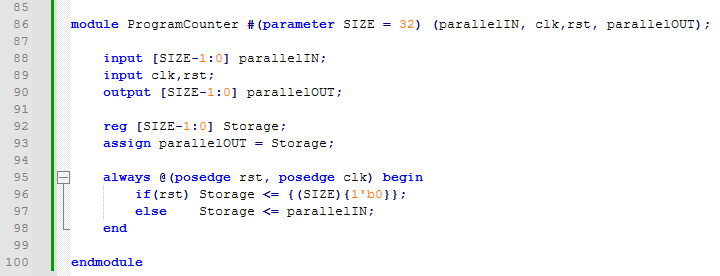 85
86 module ProgramCounter #(parameter SIZE = 32) (parallelIN, clk,rst, parallelOUT);
87
88 input [SIZE-1:0] parallelIN;
89 input clk,rst;
90 output [SIZE-1:0] parallelOUT;
91
92 reg [SIZE-1:0] Storage;
93 assign parallelOUT = Storage;
94
95 always @(posedge rst, posedge clk) begin
96 if(rst) Storage <= {(SIZE){1'b0}};
97 else Storage <= parallelIN;
98 end
99
100 endmodule